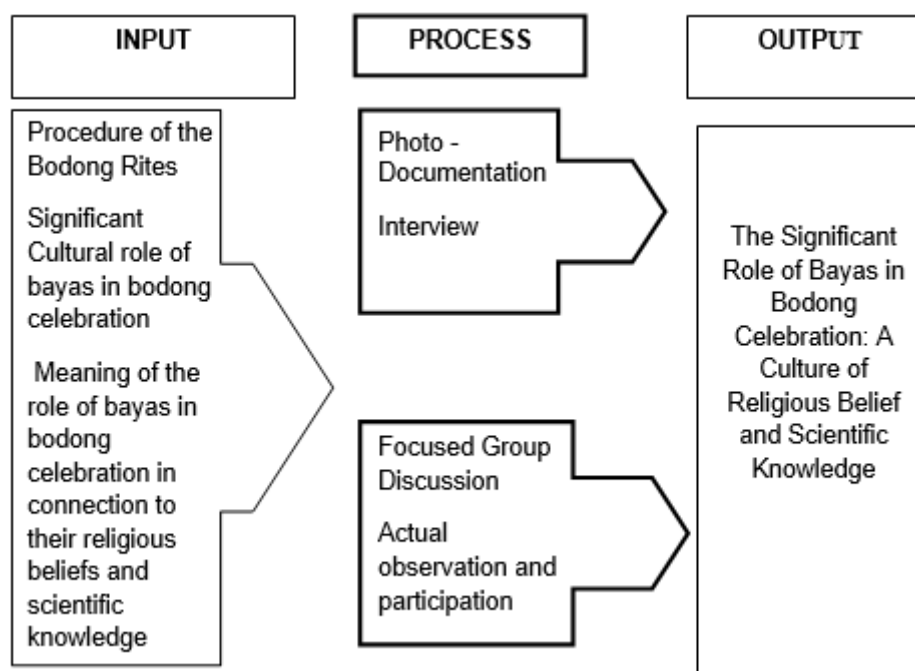 INPUT
PROCESS
OUTPUT
Procedure of the
Bodong Rites
Significant
Cultural role of
bayas in bodong
celebration
Meaning of the
role of bayas in
bodong
celebration in
connection to
their religious
beliefs and
scientific
knowledge
Photo -
Documentation
Interview
Focused Group
Discussion
Actual
observation and
participation
The Significant
Role of Bayas in
Bodong
Celebration: A
Culture of
Religious Belief
and Scientific
Knowledge